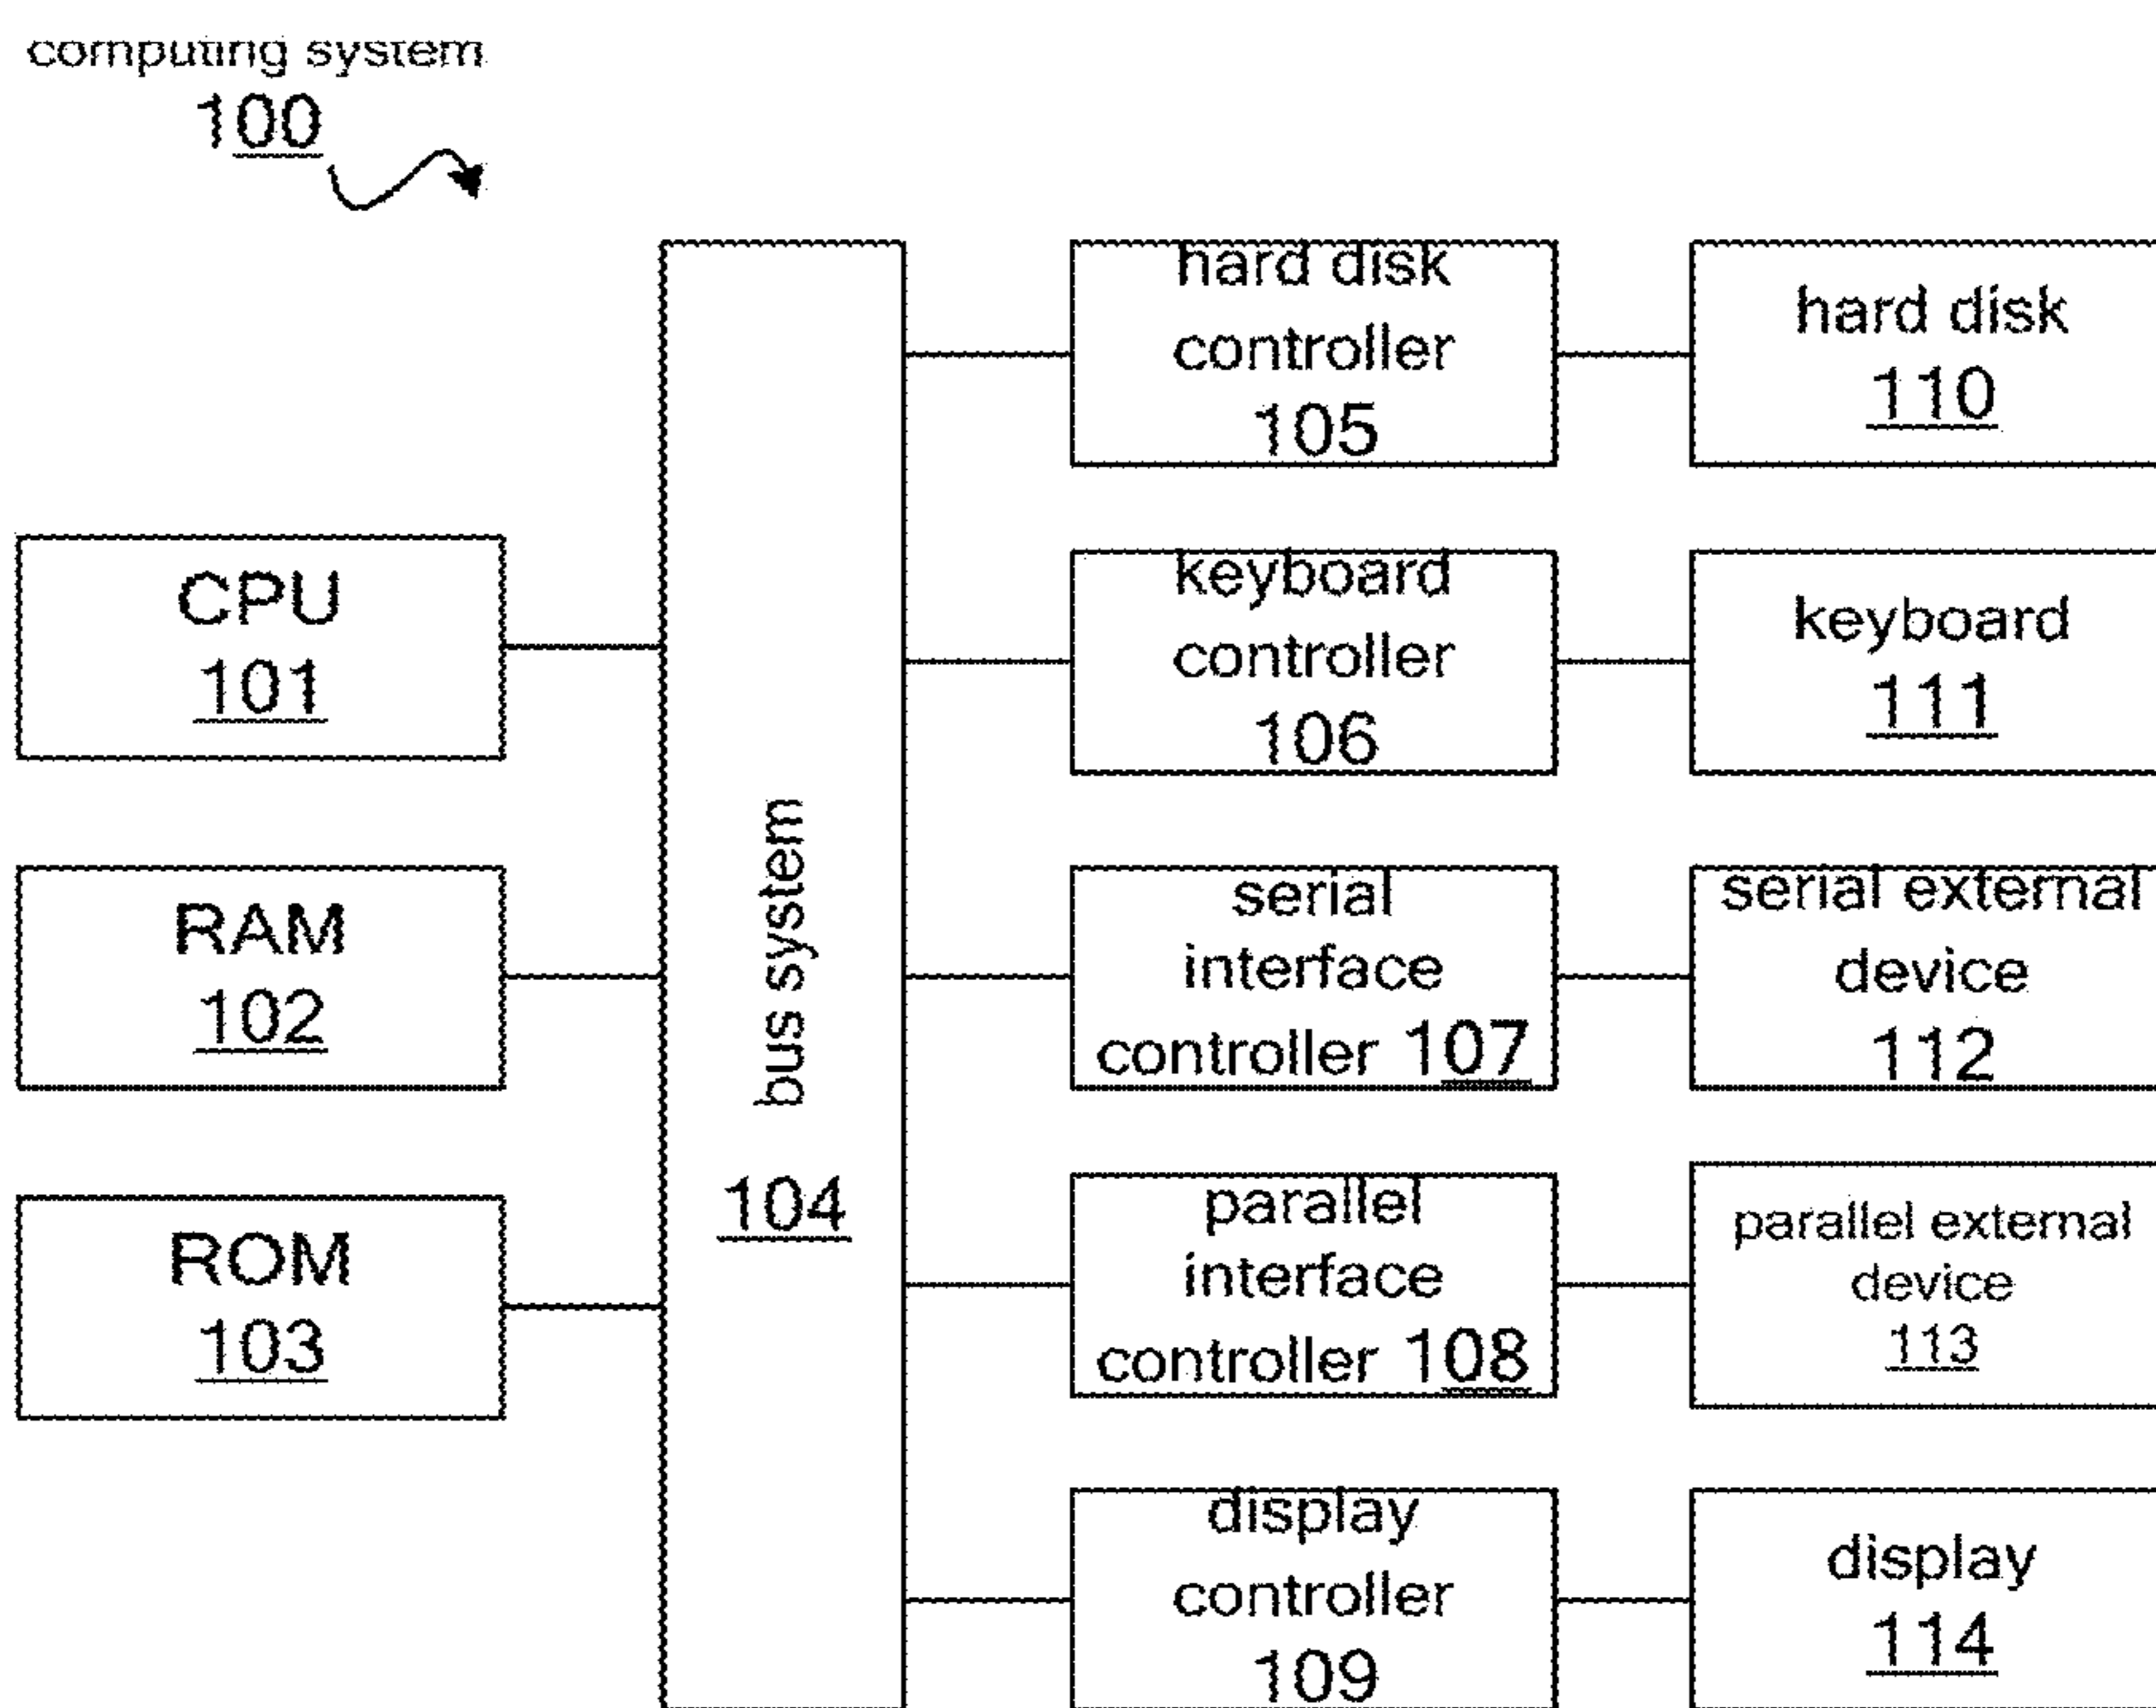 computing system
100
CPU
101
RAM
102
ROM
103
bus system
104
hard disk
controller
105
hard disk
110
keyboard
controller
106
keyboard
111
serial
interface
controller 107
serial external
device
112
parallel
interface
controller 108
parallel external
device
113
display
controller
109
display
114